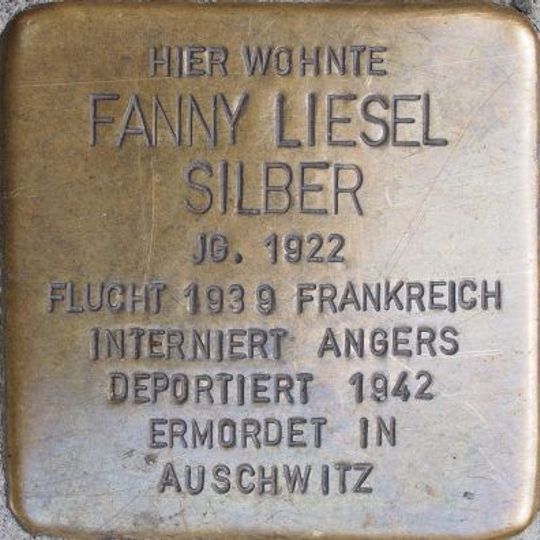 HIER WOHNTE
FANNY LIESEL
SILBER
JG. 1922
FLUCHT 1939 FRANKREICH
INTERNIERT ANGERS
DEPORTIERT 1942
ERMORDET IN
AUSCHWITZ